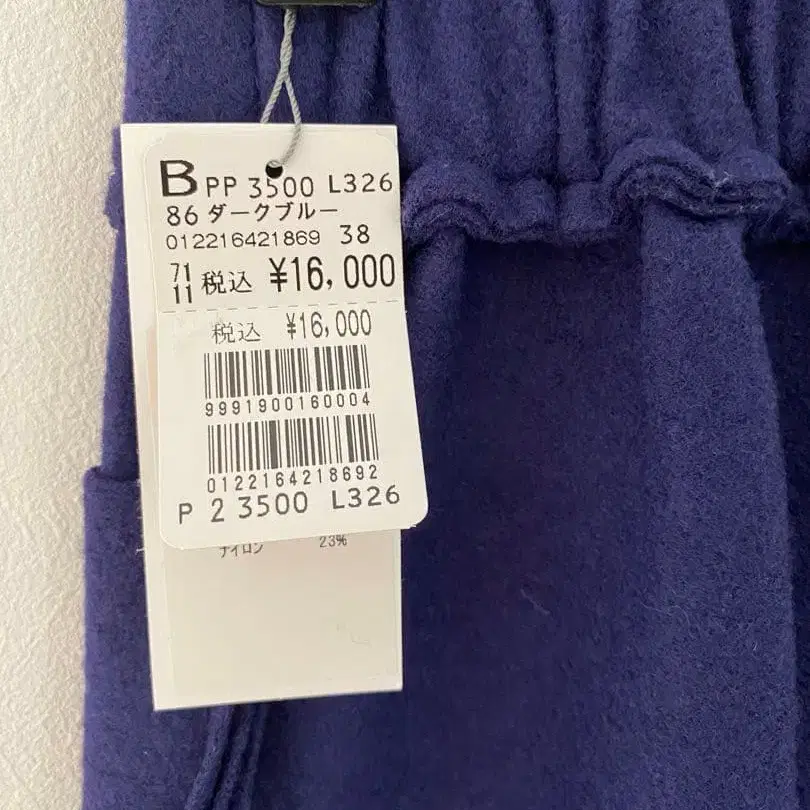 B PP 3500 L326
86 ダークブルー
012216421869 38
71 11 税込 ¥16,000
税込 ¥16,000
9991900160004
0122164218692
P 2 3500 L326
ナイロン 23%